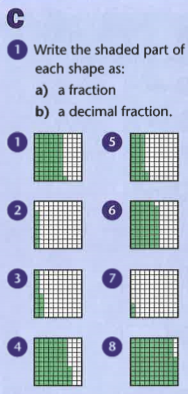 C
1 Write the shaded part of
each shape as:
a) a fraction
b) a decimal fraction.
1
5
2
6
3
7
4
8